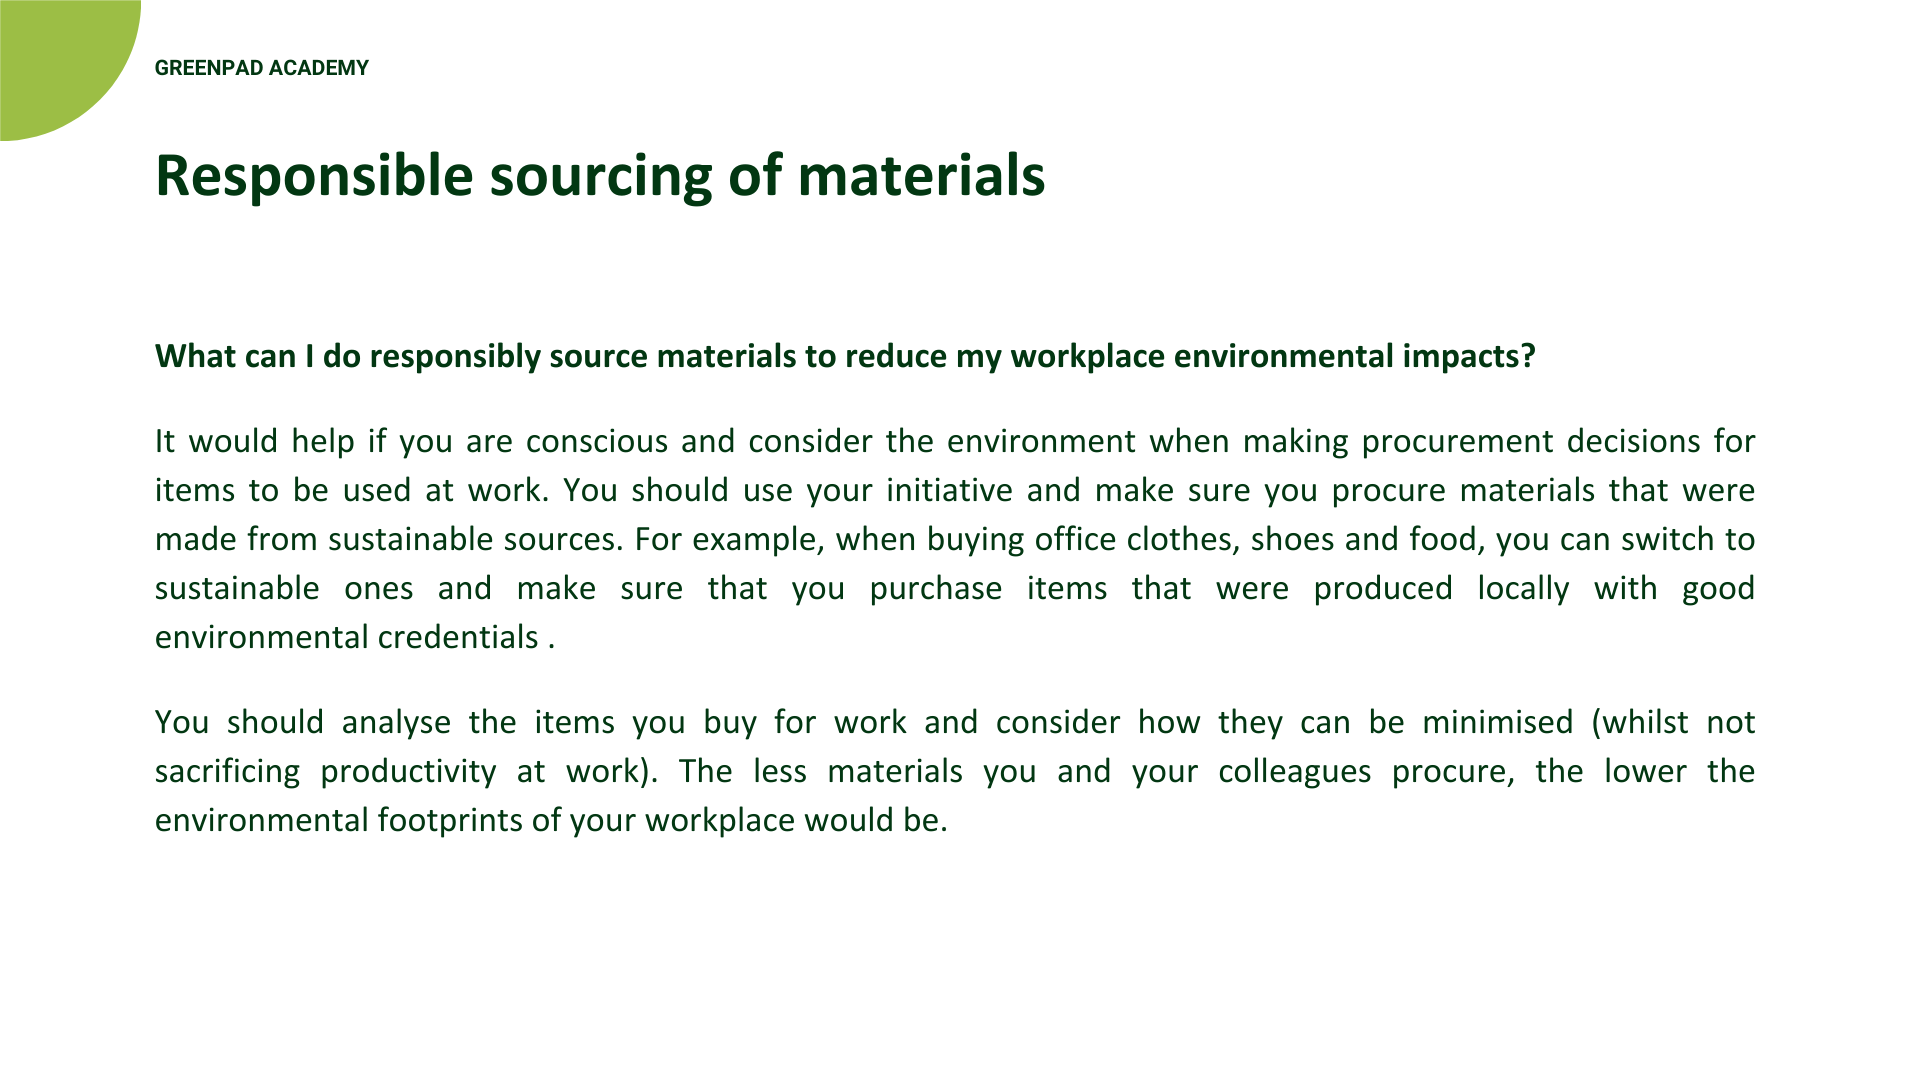 GREENPAD ACADEMY
Responsible sourcing of materials
What can I do responsibly source materials to reduce my workplace environmental impacts?
It would help if you are conscious and consider the environment when making procurement decisions for
items to be used at work. You should use your initiative and make sure you procure materials that were
made from sustainable sources. For example, when buying office clothes, shoes and food, you can switch to
sustainable ones and make sure that you purchase items that were produced locally with good
environmental credentials .
You should analyse the items you buy for work and consider how they can be minimised (whilst not
sacrificing productivity at work). The less materials you and your colleagues procure, the lower the
environmental footprints of your workplace would be.